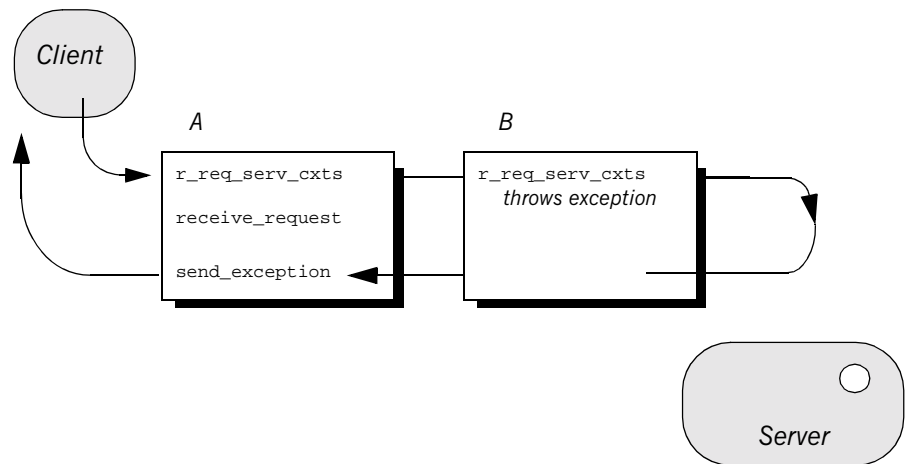 Client
A
B
r_req_serv_cxts
receive_request
send_exception
r_req_serv_cxts
throws exception
Server